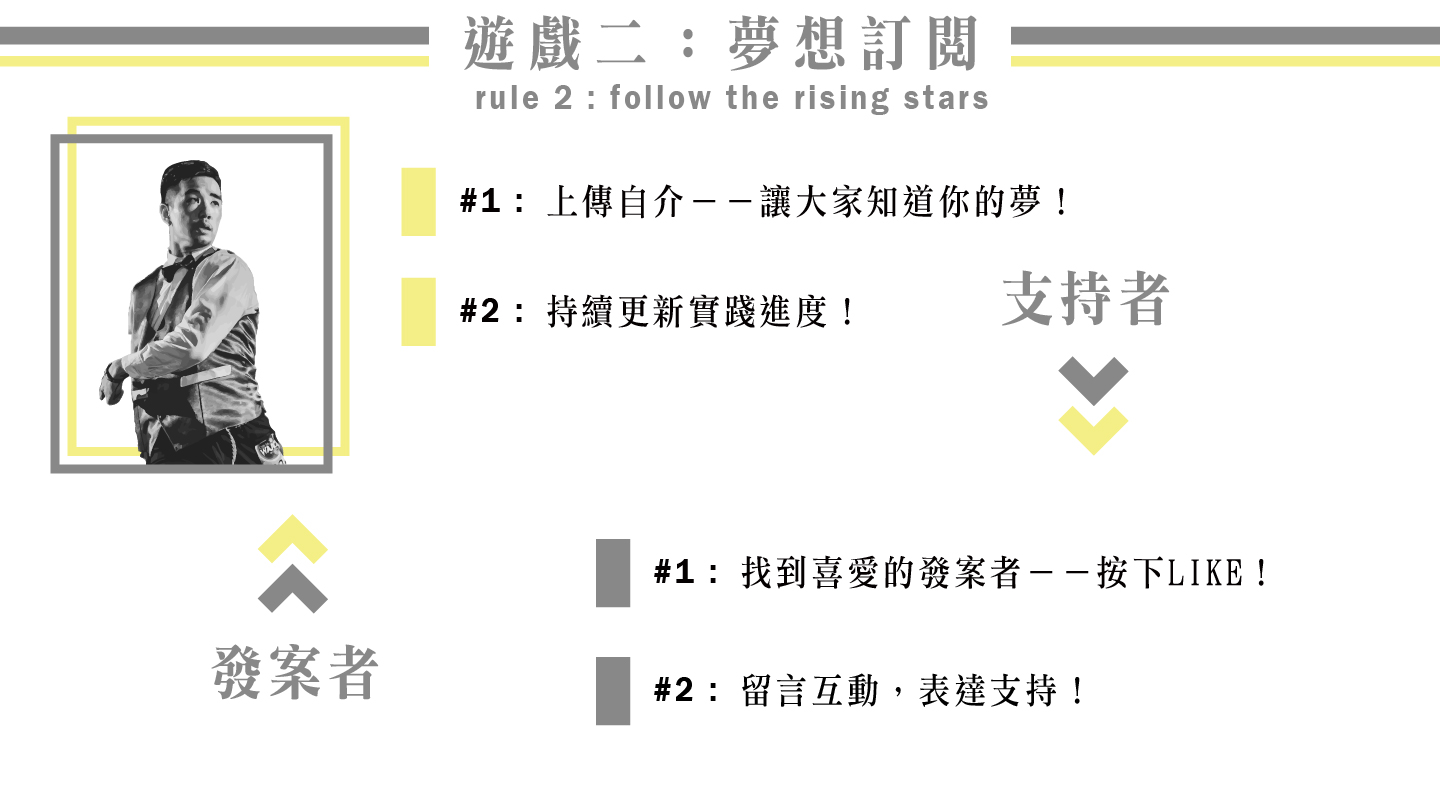 遊戲二：夢想訂閱
rule 2 : follow the rising stars
#1： 上傳自介－－讓大家知道你的夢！
#2： 持續更新實踐進度！
支持者
發案者
#1： 找到喜愛的發案者－－按下LIKE！
#2： 留言互動，表達支持！